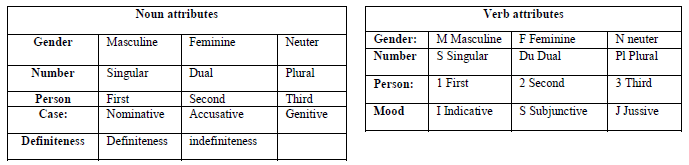 Noun attributes
Gender Masculine Feminine Neuter
Number Singular Dual Plural
Person First Second Third
Case: Nominative Accusative Genitive
Definiteness Definiteness indefiniteness
Verb attributes
Gender: M Masculine F Feminine N neuter
Number S Singular Du Dual Pl Plural
Person: 1 First 2 Second 3 Third
Mood I Indicative S Subjunctive J Jussive